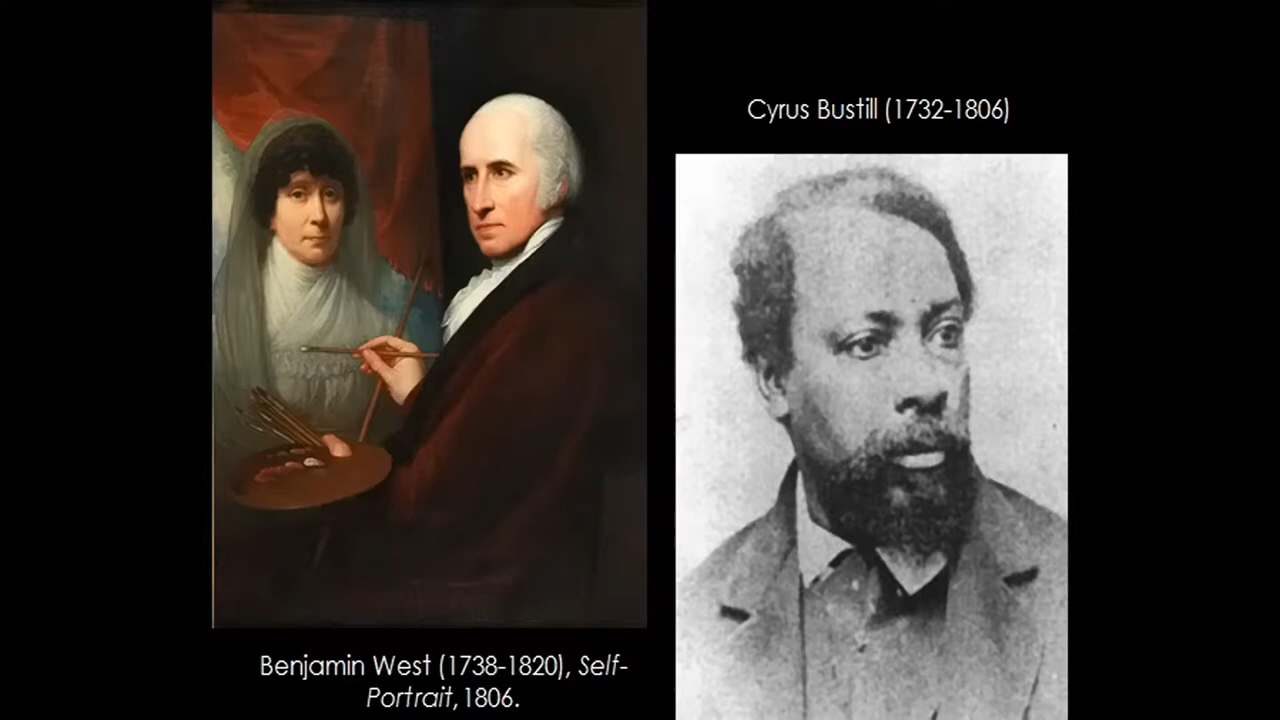 Cyrus Bustill (1732-1806)
Benjamin West (1738-1820), Self-
Portrait, 1806.